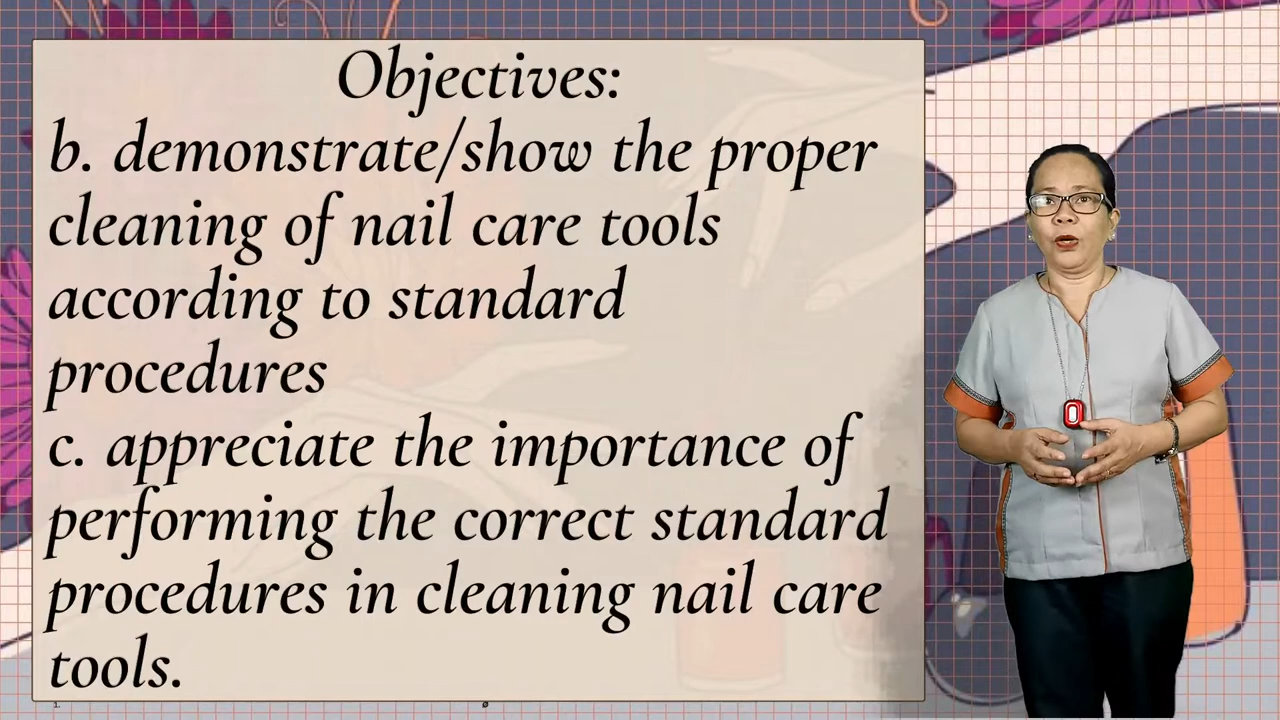 Objectives:
b. demonstrate/show the proper
cleaning of nail care tools
according to standard
procedures
c. appreciate the importance of
performing the correct standard
procedures in cleaning nail care
tools.
1.